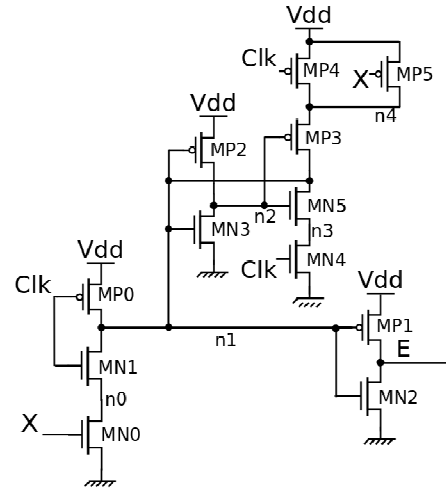 Vdd
Clk
MP4
X
MP5
n4
Vdd
MP2
MP3
n2
MN5
MN3
n3
Clk
MN4
Vdd
Clk
MP0
Vdd
MP1
n1
E
MN1
n0
MN2
X
MN0